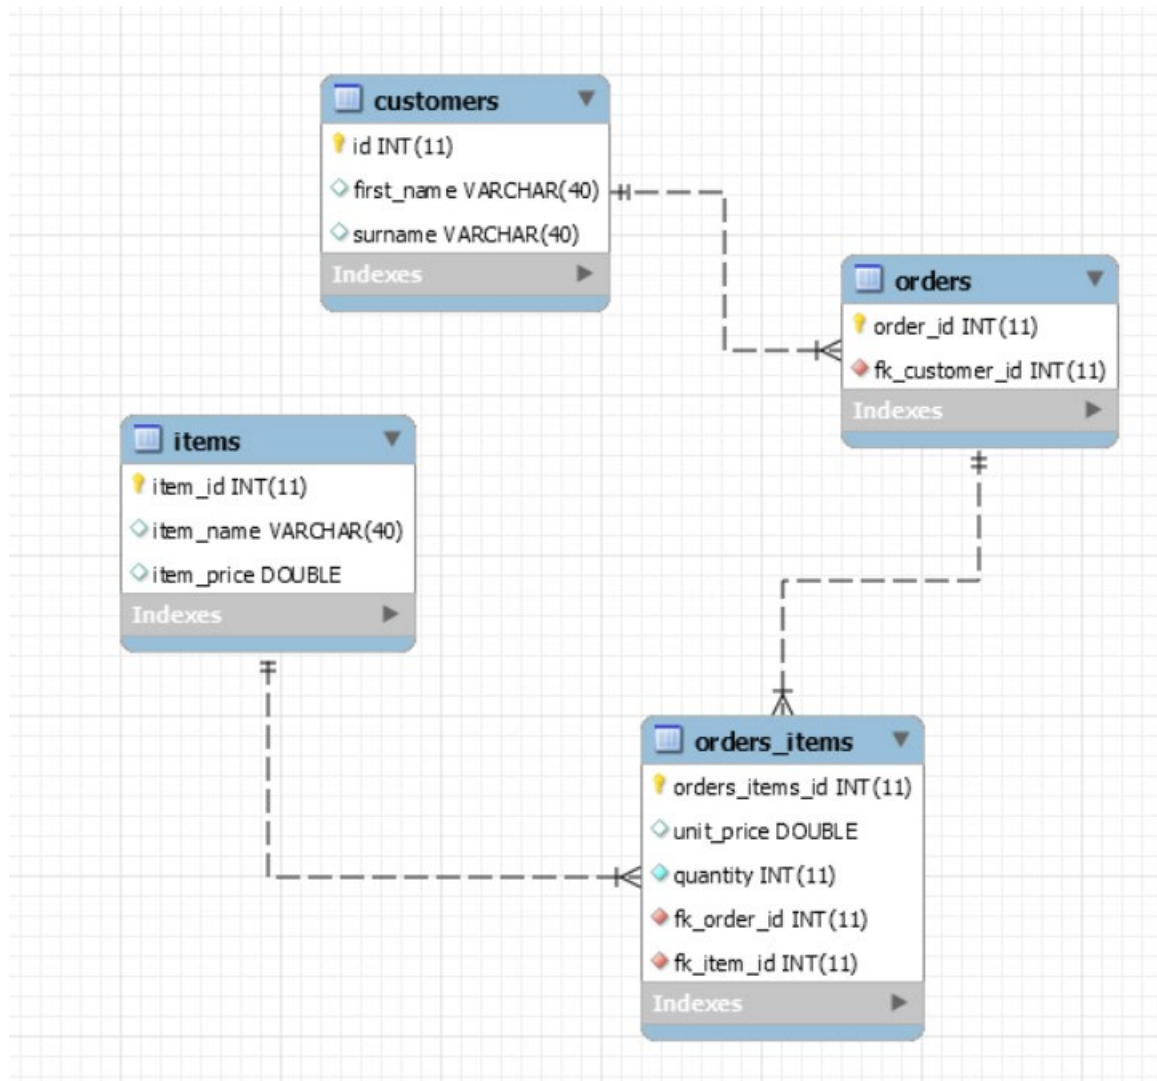 customers
id INT(11)
first_name VARCHAR(40)
surname VARCHAR(40)
Indexes
orders
order_id INT(11)
fk_customer_id INT(11)
Indexes
items
item_id INT(11)
item_name VARCHAR(40)
item_price DOUBLE
Indexes
orders_items
orders_items_id INT(11)
unit_price DOUBLE
quantity INT(11)
fk_order_id INT(11)
fk_item_id INT(11)
Indexes